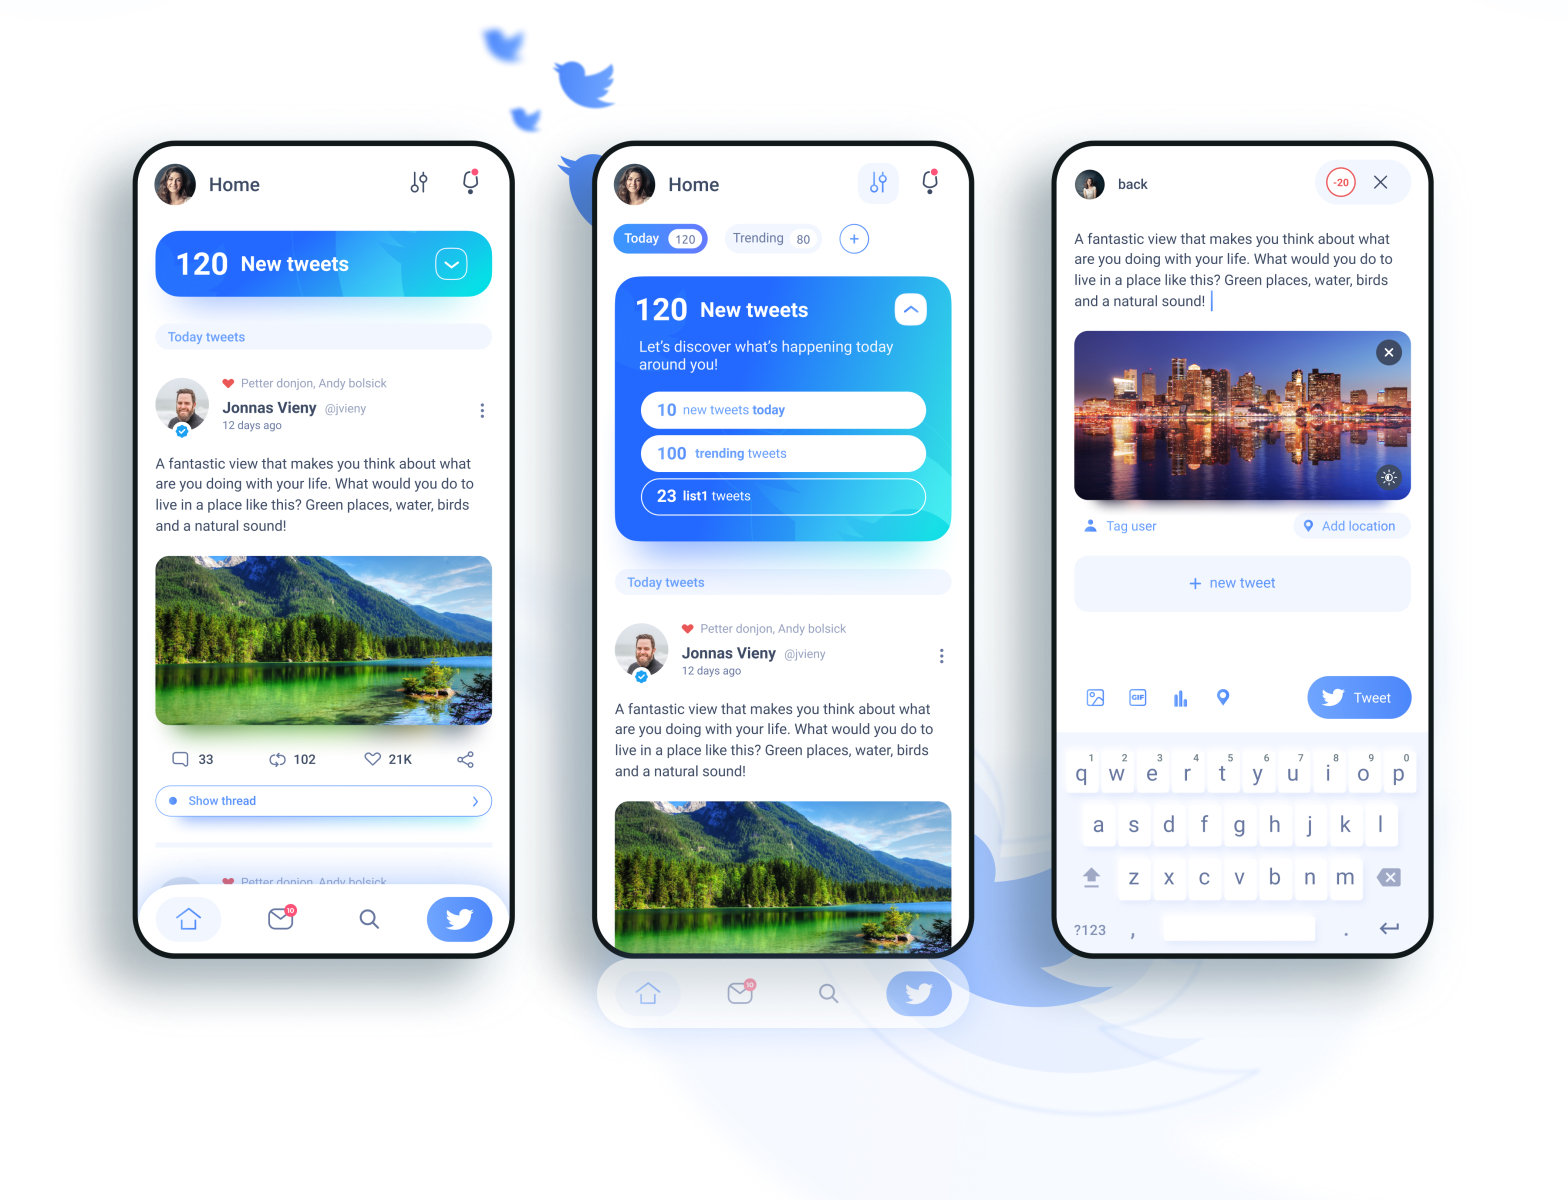 Home
120 New tweets
Today tweets
Petter donjon, Andy bolsick
Jonnas Vieny @jvieny
12 days ago
A fantastic view that makes you think about what
are you doing with your life. What would you do to
live in a place like this? Green places, water, birds
and a natural sound!
33 102 21K
Show thread
Petter donjon, Andy bolsick
10
Home
Today 120 Trending 80 +
120 New tweets
Let's discover what's happening today
around you!
10 new tweets today
100 trending tweets
23 list1 tweets
Today tweets
Petter donjon, Andy bolsick
Jonnas Vieny @jvieny
12 days ago
A fantastic view that makes you think about what
are you doing with your life. What would you do to
live in a place like this? Green places, water, birds
and a natural sound!
10
back -20
A fantastic view that makes you think about what
are you doing with your life. What would you do to
live in a place like this? Green places, water, birds
and a natural sound!
Tag user Add location
+ new tweet
GIF Tweet
1 2 3 4 5 6 7 8 9 0
q w e r t y u i o p
a s d f g h j k l
z x c v b n m
?123 , .